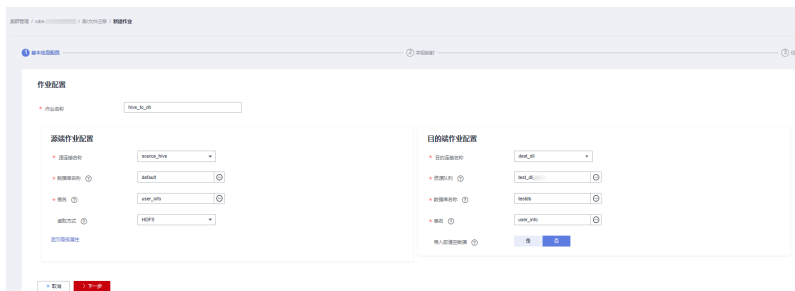 集群管理 / cdm- / 表/文件迁移 / 新建作业
1 基本信息配置
2 字段映射
3
作业配置
* 作业名称 hive_to_dli
源端作业配置
* 源连接名称 source_hive
* 数据库名称 default
* 表名 user_info
读取方式 HDFS
显示高级属性
目的端作业配置
* 目的连接名称 dest_dli
* 资源队列 test_dli
* 数据库名称 testdb
* 表名 user_info
导入前清空数据 是 否
× 取消
> 下一步